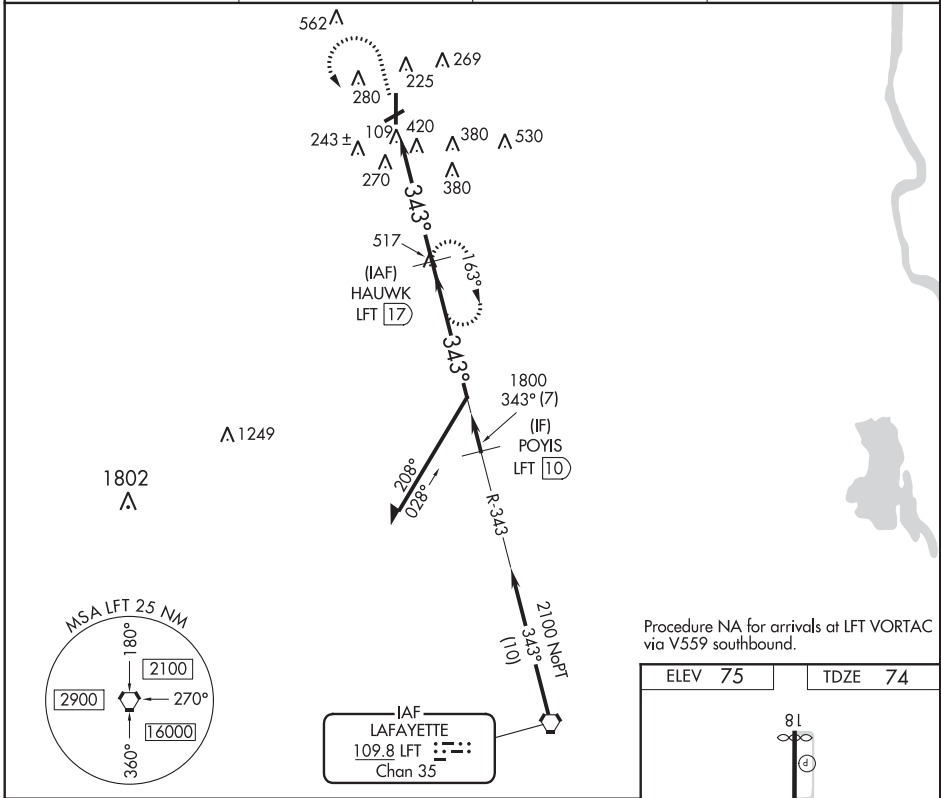 562
269
225
280
109
420
380
530
243 ±
270
380
343°
517
(IAF)
HAUWK
LFT 17
163°
343°
1800
343° (7)
(IF)
POYIS
LFT 10
1249
1802
208°
028°
R-343
2100 NoPT
343°
(10)
MSA LFT 25 NM
180°
2100
2900
270°
16000
360°
IAF
LAFAYETTE
109.8 LFT
Chan 35
Procedure NA for arrivals at LFT VORTAC
via V559 southbound.
ELEV 75
TDZE 74
18
P